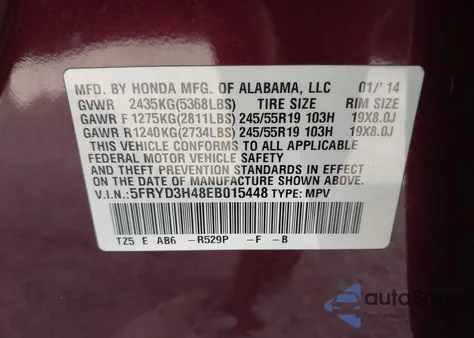 MFD. BY HONDA MFG. OF ALABAMA, LLC 01/'14
GVWR 2435KG(5368LBS) TIRE SIZE RIM SIZE
GAWR F 1275KG(2811LBS) 245/55R19 103H 19X8.0J
GAWR R 1240KG(2734LBS) 245/55R19 103H 19X8.0J
THIS VEHICLE CONFORMS TO ALL APPLICABLE
FEDERAL MOTOR VEHICLE SAFETY
AND THEFT PREVENTION STANDARDS IN EFFECT
ON THE DATE OF MANUFACTURE SHOWN ABOVE.
V.I.N.:5FRYD3H48EB015448 TYPE: MPV
TZ5 E AB6 -R529P -F -B